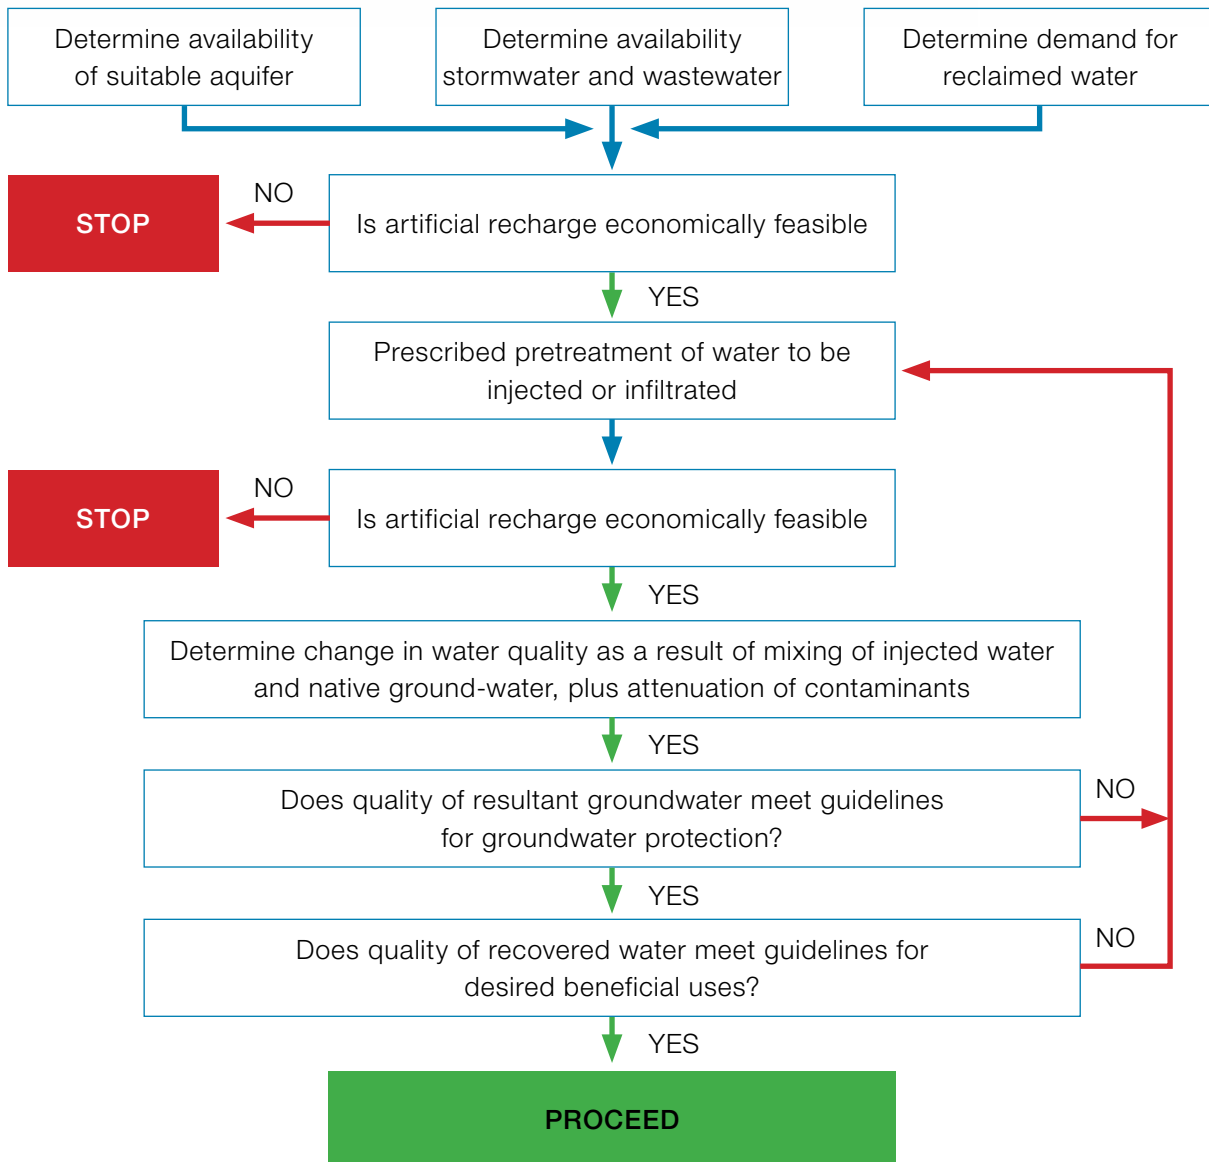 Determine availability
of suitable aquifer
Determine availability
stormwater and wastewater
Determine demand for
reclaimed water
NO
STOP
Is artificial recharge economically feasible
YES
Prescribed pretreatment of water to be
injected or infiltrated
NO
STOP
Is artificial recharge economically feasible
YES
Determine change in water quality as a result of mixing of injected water
and native ground-water, plus attenuation of contaminants
YES
Does quality of resultant groundwater meet guidelines
for groundwater protection?
NO
YES
Does quality of recovered water meet guidelines for
desired beneficial uses?
NO
YES
PROCEED